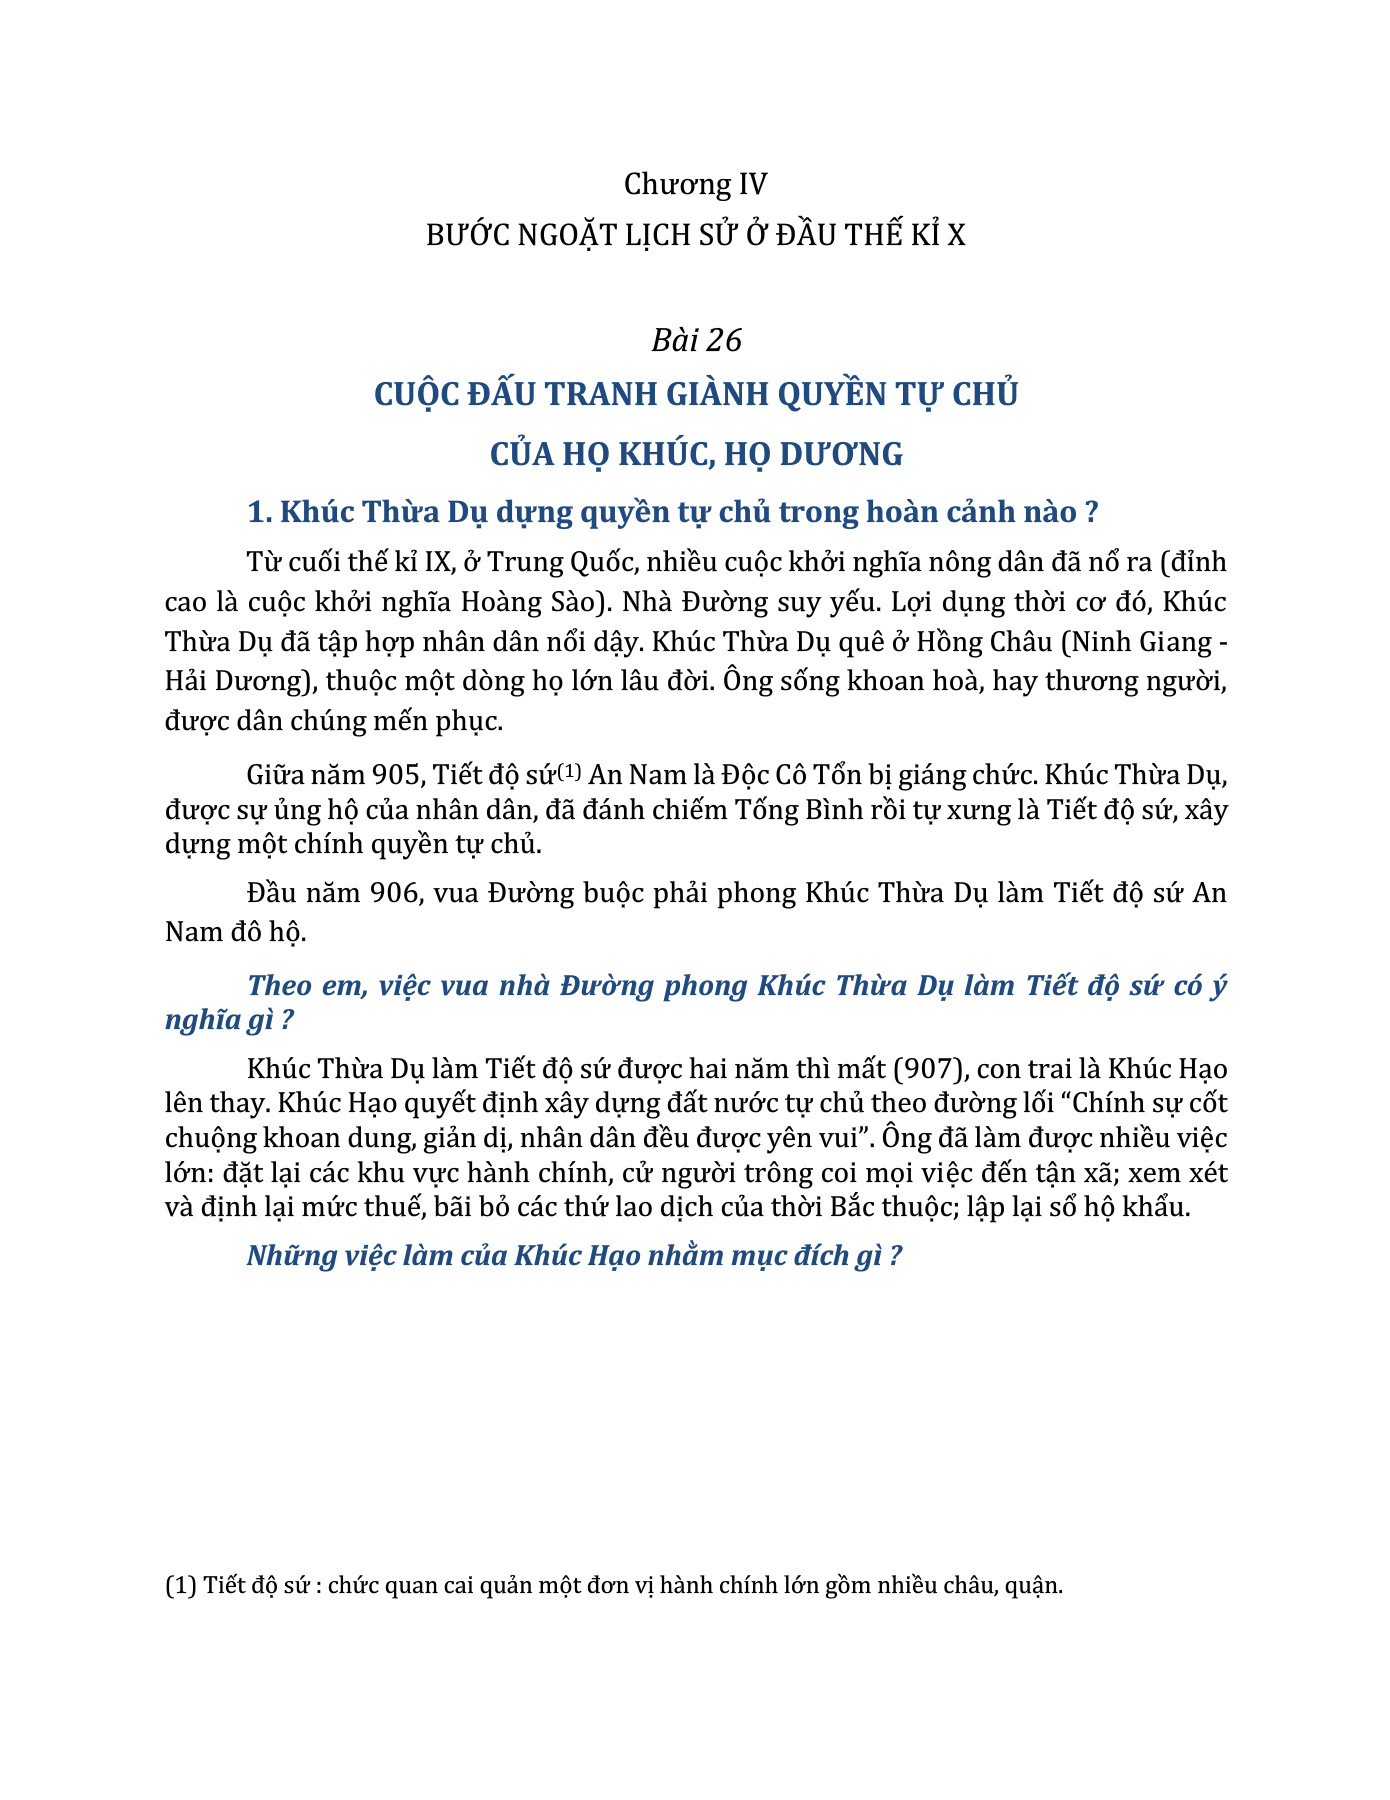 Chương IV
BƯỚC NGOẶT LỊCH SỬ Ở ĐẦU THẾ KỈ X
Bài 26
CUỘC ĐẤU TRANH GIÀNH QUYỀN TỰ CHỦ
CỦA HỌ KHÚC, HỌ DƯƠNG
1. Khúc Thừa Dụ dựng quyền tự chủ trong hoàn cảnh nào ?
Từ cuối thế kỉ IX, ở Trung Quốc, nhiều cuộc khởi nghĩa nông dân đã nổ ra (đỉnh
cao là cuộc khởi nghĩa Hoàng Sào). Nhà Đường suy yếu. Lợi dụng thời cơ đó, Khúc
Thừa Dụ đã tập hợp nhân dân nổi dậy. Khúc Thừa Dụ quê ở Hồng Châu (Ninh Giang -
Hải Dương), thuộc một dòng họ lớn lâu đời. Ông sống khoan hoà, hay thương người,
được dân chúng mến phục.
Giữa năm 905, Tiết độ sứ(1) An Nam là Độc Cô Tổn bị giáng chức. Khúc Thừa Dụ,
được sự ủng hộ của nhân dân, đã đánh chiếm Tống Bình rồi tự xưng là Tiết độ sứ, xây
dựng một chính quyền tự chủ.
Đầu năm 906, vua Đường buộc phải phong Khúc Thừa Dụ làm Tiết độ sứ An
Nam đô hộ.
Theo em, việc vua nhà Đường phong Khúc Thừa Dụ làm Tiết độ sứ có ý
nghĩa gì ?
Khúc Thừa Dụ làm Tiết độ sứ được hai năm thì mất (907), con trai là Khúc Hạo
lên thay. Khúc Hạo quyết định xây dựng đất nước tự chủ theo đường lối “Chính sự cốt
chuộng khoan dung, giản dị, nhân dân đều được yên vui”. Ông đã làm được nhiều việc
lớn: đặt lại các khu vực hành chính, cử người trông coi mọi việc đến tận xã; xem xét
và định lại mức thuế, bãi bỏ các thứ lao dịch của thời Bắc thuộc; lập lại sổ hộ khẩu.
Những việc làm của Khúc Hạo nhằm mục đích gì ?
(1) Tiết độ sứ : chức quan cai quản một đơn vị hành chính lớn gồm nhiều châu, quận.